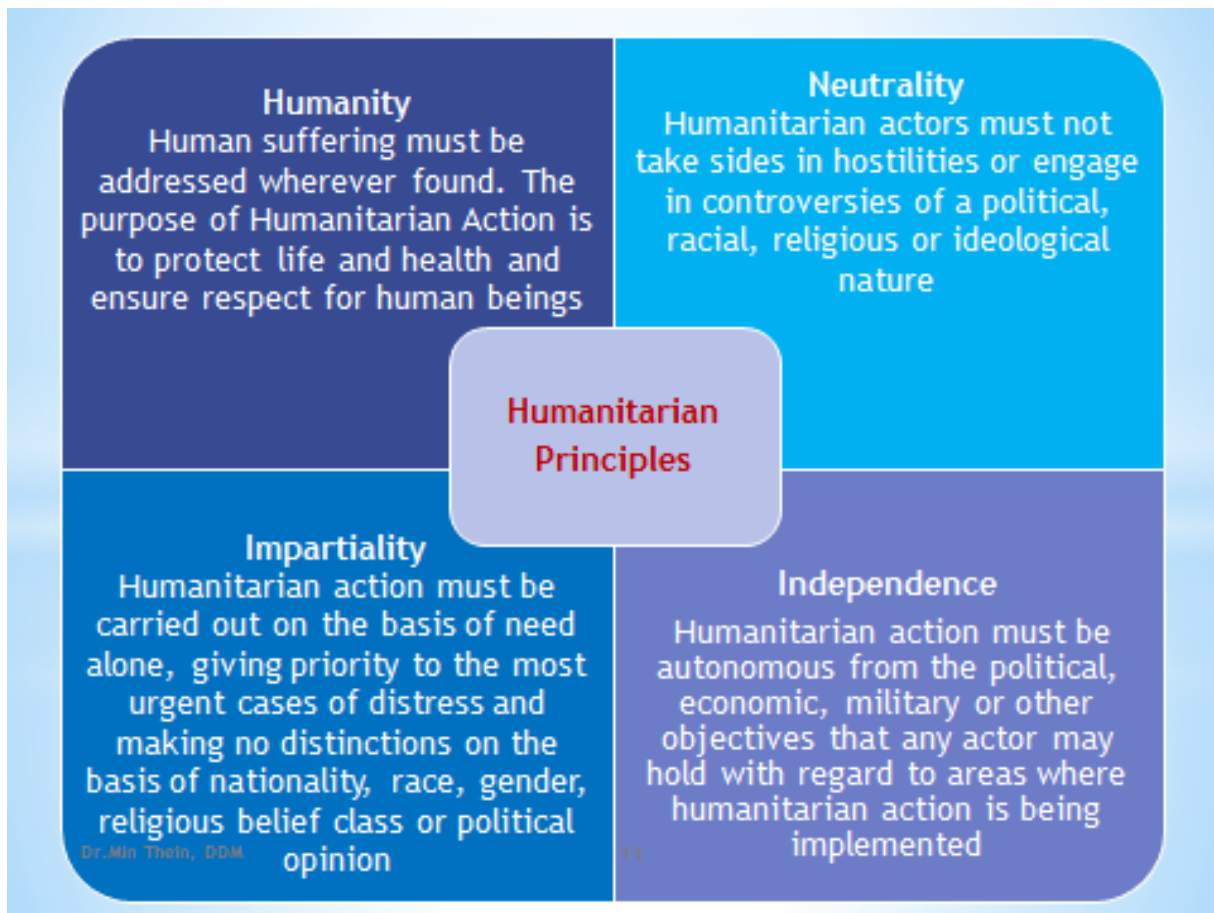 Humanity
Human suffering must be
addressed wherever found. The
purpose of Humanitarian Action is
to protect life and health and
ensure respect for human beings
Neutrality
Humanitarian actors must not
take sides in hostilities or engage
in controversies of a political,
racial, religious or ideological
nature
Humanitarian
Principles
Impartiality
Humanitarian action must be
carried out on the basis of need
alone, giving priority to the most
urgent cases of distress and
making no distinctions on the
basis of nationality, race, gender,
religious belief class or political
opinion
Independence
Humanitarian action must be
autonomous from the political,
economic, military or other
objectives that any actor may
hold with regard to areas where
humanitarian action is being
implemented
Dr.Min Thein, DDM
11